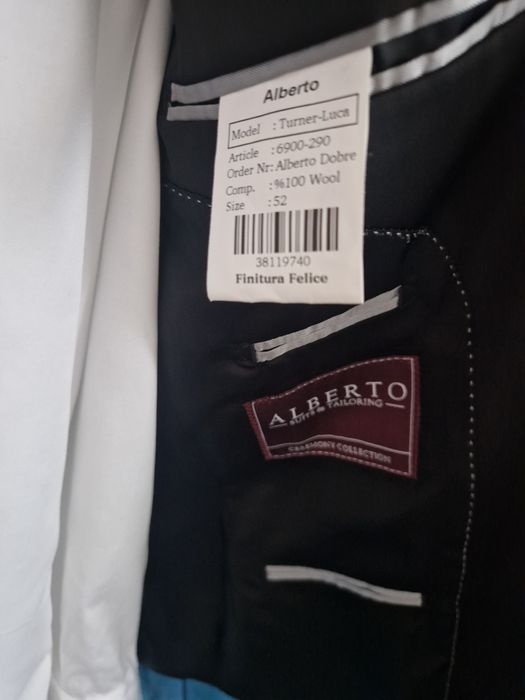 Alberto
Model : Turner-Luca
Article : 6900-290
Order Nr: Alberto Dobre
Comp. : %100 Wool
Size : 52
38119740
Finitura Felice
ALBERTO
SUITS & TAILORING
CEREMONY COLLECTION